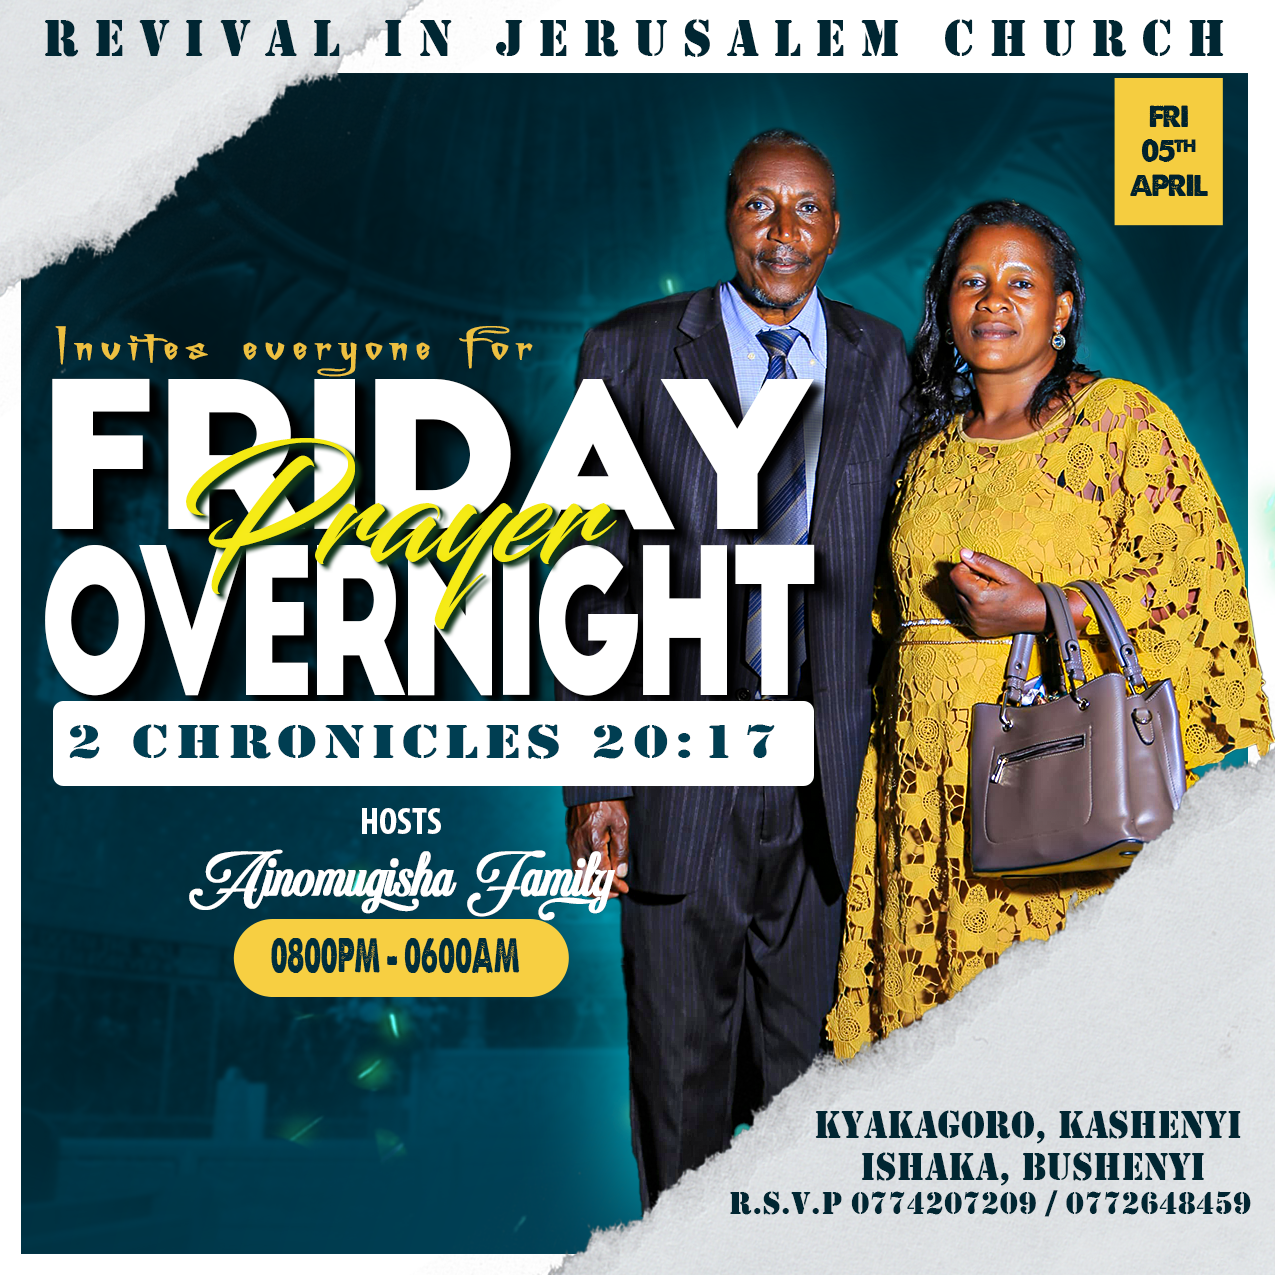 REVIVAL IN JERUSALEM CHURCH
FRI
05TH
APRIL
Invites everyone for
FRIDAY
Prayer
OVERNIGHT
2 CHRONICLES 20:17
HOSTS
Ainomugisha Family
0800PM - 0600AM
KYAKAGORO, KASHENYI
ISHAKA, BUSHENYI
R.S.V.P 0774207209 / 0772648459